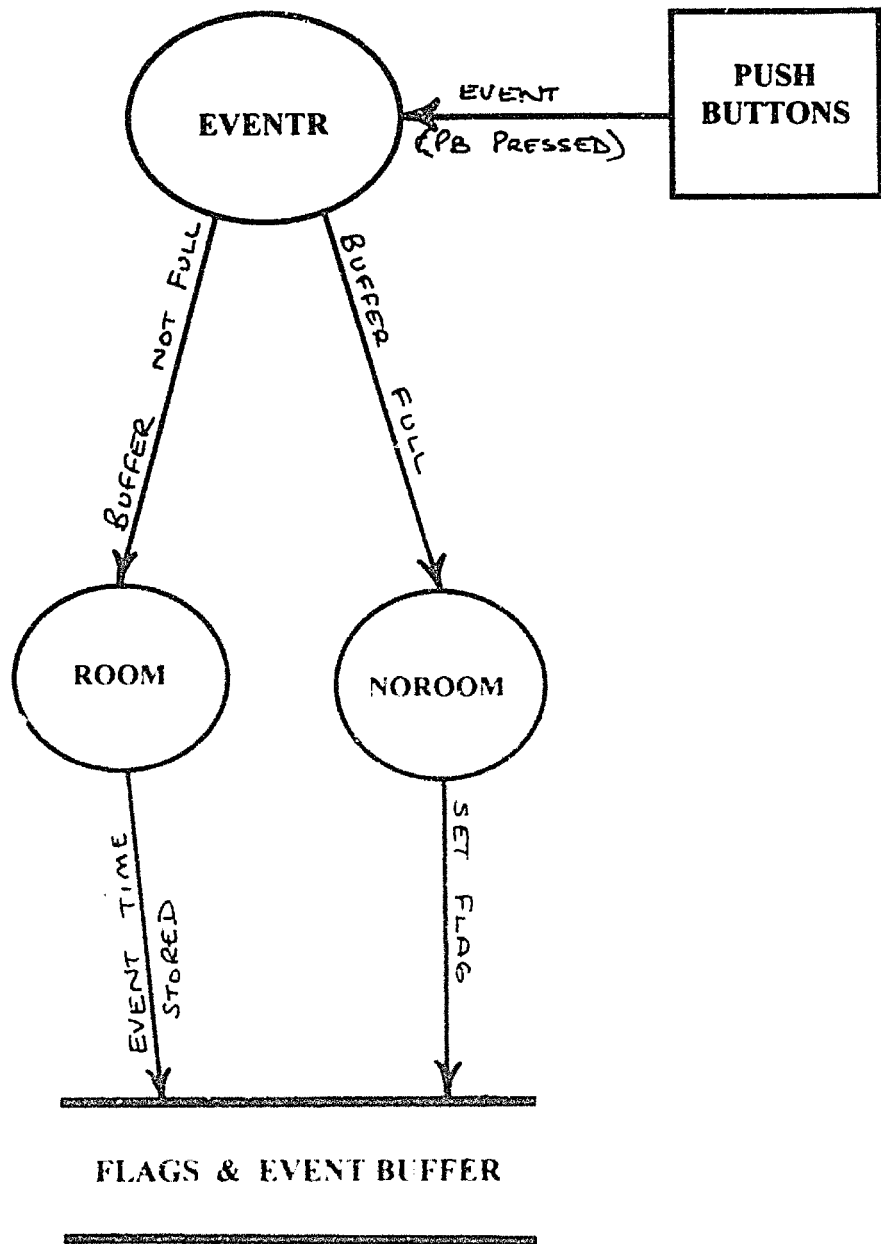 PUSH
BUTTONS
EVENTR
EVENT
(PB PRESSED)
BUFFER NOT FULL
BUFFER FULL
ROOM
NOROOM
EVENT TIME
STORED
SET FLAG
FLAGS & EVENT BUFFER